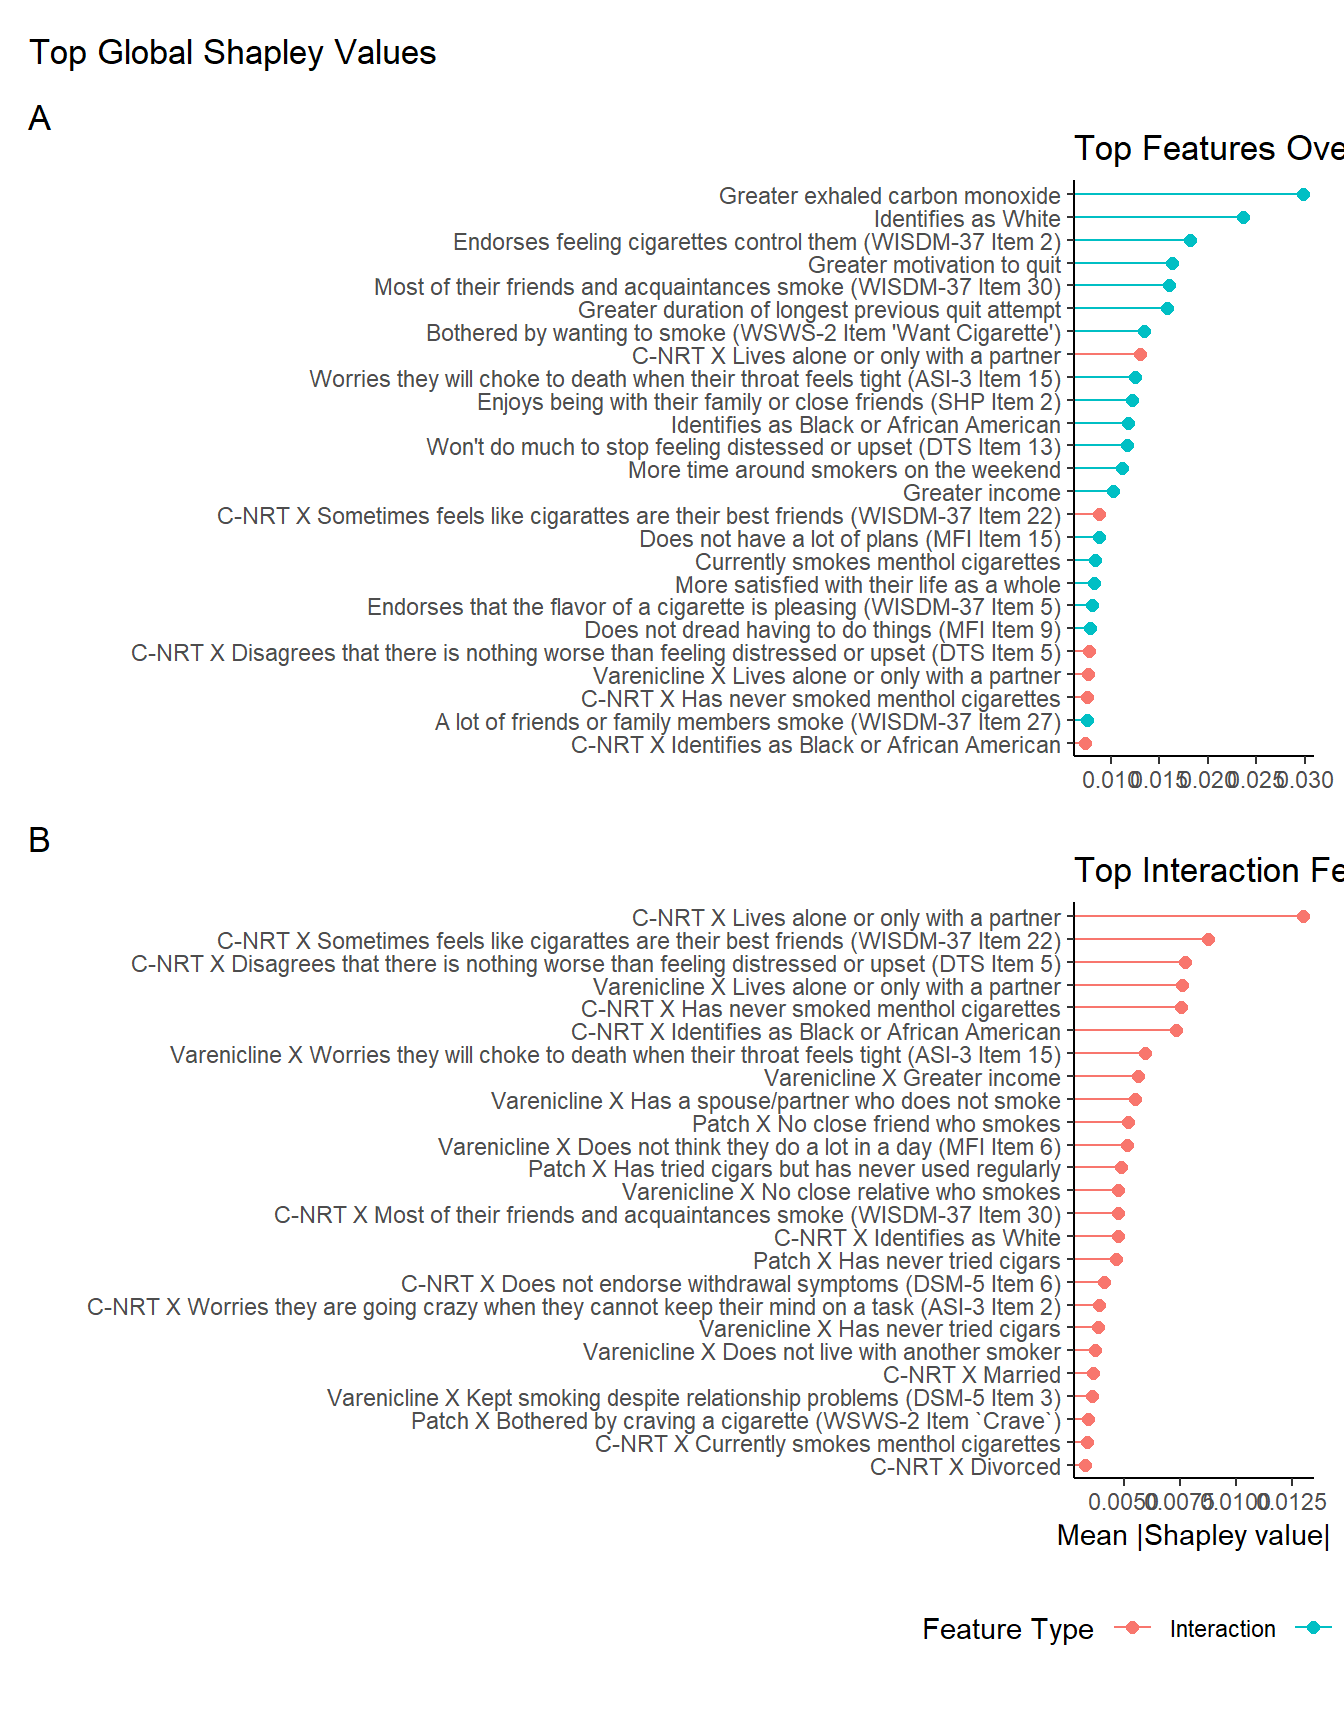 Top Global Shapley Values
A
Top Features Ove
Greater exhaled carbon monoxide
Identifies as White
Endorses feeling cigarettes control them (WISDM-37 Item 2)
Greater motivation to quit
Most of their friends and acquaintances smoke (WISDM-37 Item 30)
Greater duration of longest previous quit attempt
Bothered by wanting to smoke (WSWS-2 Item 'Want Cigarette')
C-NRT X Lives alone or only with a partner
Worries they will choke to death when their throat feels tight (ASI-3 Item 15)
Enjoys being with their family or close friends (SHP Item 2)
Identifies as Black or African American
Won't do much to stop feeling distessed or upset (DTS Item 13)
More time around smokers on the weekend
Greater income
C-NRT X Sometimes feels like cigarattes are their best friends (WISDM-37 Item 22)
Does not have a lot of plans (MFI Item 15)
Currently smokes menthol cigarettes
More satisfied with their life as a whole
Endorses that the flavor of a cigarette is pleasing (WISDM-37 Item 5)
Does not dread having to do things (MFI Item 9)
C-NRT X Disagrees that there is nothing worse than feeling distressed or upset (DTS Item 5)
Varenicline X Lives alone or only with a partner
C-NRT X Has never smoked menthol cigarettes
A lot of friends or family members smoke (WISDM-37 Item 27)
C-NRT X Identifies as Black or African American
0.010 0.015 0.020 0.025 0.030
B
Top Interaction Fe
C-NRT X Lives alone or only with a partner
C-NRT X Sometimes feels like cigarattes are their best friends (WISDM-37 Item 22)
C-NRT X Disagrees that there is nothing worse than feeling distressed or upset (DTS Item 5)
Varenicline X Lives alone or only with a partner
C-NRT X Has never smoked menthol cigarettes
C-NRT X Identifies as Black or African American
Varenicline X Worries they will choke to death when their throat feels tight (ASI-3 Item 15)
Varenicline X Greater income
Varenicline X Has a spouse/partner who does not smoke
Patch X No close friend who smokes
Varenicline X Does not think they do a lot in a day (MFI Item 6)
Patch X Has tried cigars but has never used regularly
Varenicline X No close relative who smokes
C-NRT X Most of their friends and acquaintances smoke (WISDM-37 Item 30)
C-NRT X Identifies as White
Patch X Has never tried cigars
C-NRT X Does not endorse withdrawal symptoms (DSM-5 Item 6)
C-NRT X Worries they are going crazy when they cannot keep their mind on a task (ASI-3 Item 2)
Varenicline X Has never tried cigars
Varenicline X Does not live with another smoker
C-NRT X Married
Varenicline X Kept smoking despite relationship problems (DSM-5 Item 3)
Patch X Bothered by craving a cigarette (WSWS-2 Item `Crave`)
C-NRT X Currently smokes menthol cigarettes
C-NRT X Divorced
0.0050 0.0075 0.0100 0.0125
Mean |Shapley value|
Feature Type Interaction